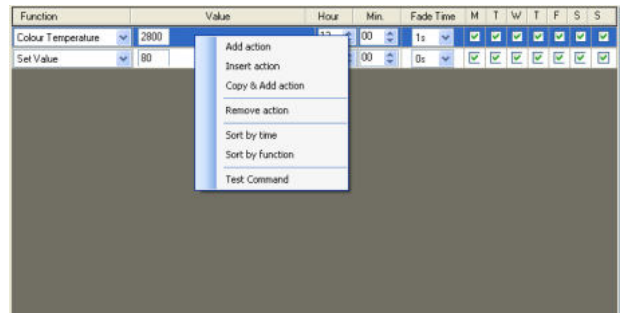 Function Value Hour Min. Fade Time M T W T F S S
Colour Temperature 2800 00 1s
Set Value 80 00 0s
Add action
Insert action
Copy & Add action
Remove action
Sort by time
Sort by function
Test Command